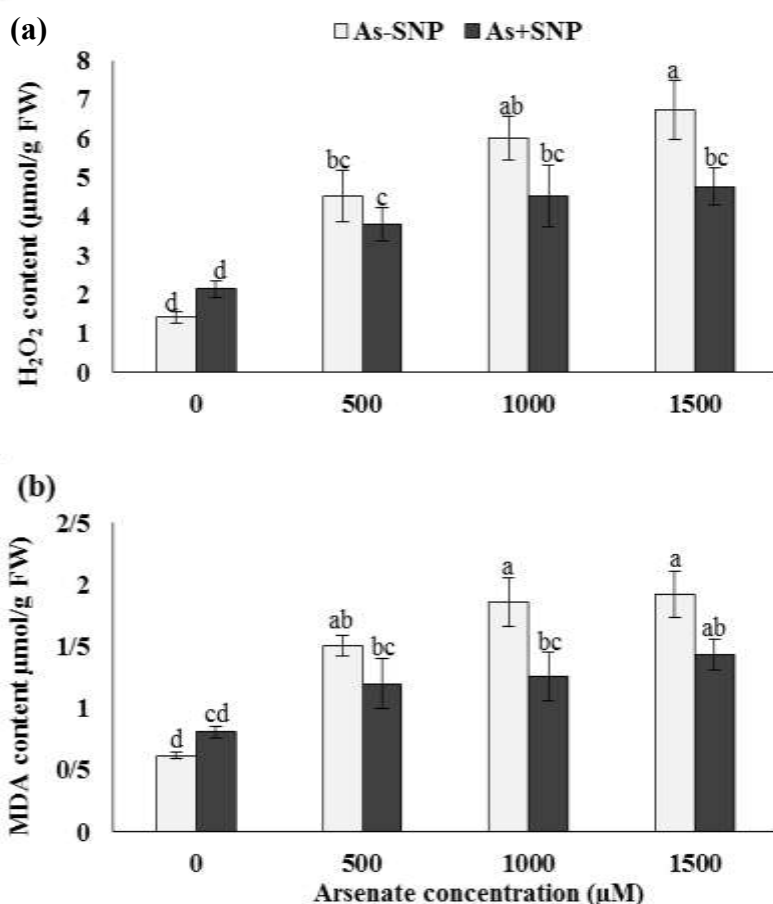 (a)
As-SNP As+SNP
H₂O₂ content (µmol/g FW)
8
7
6
5
4
3
2
1
0
d d bc c ab bc a bc
0 500 1000 1500
(b)
MDA content µmol/g FW)
2/5
2
1/5
1
0/5
0
d cd ab bc a bc a ab
0 500 1000 1500
Arsenate concentration (µM)